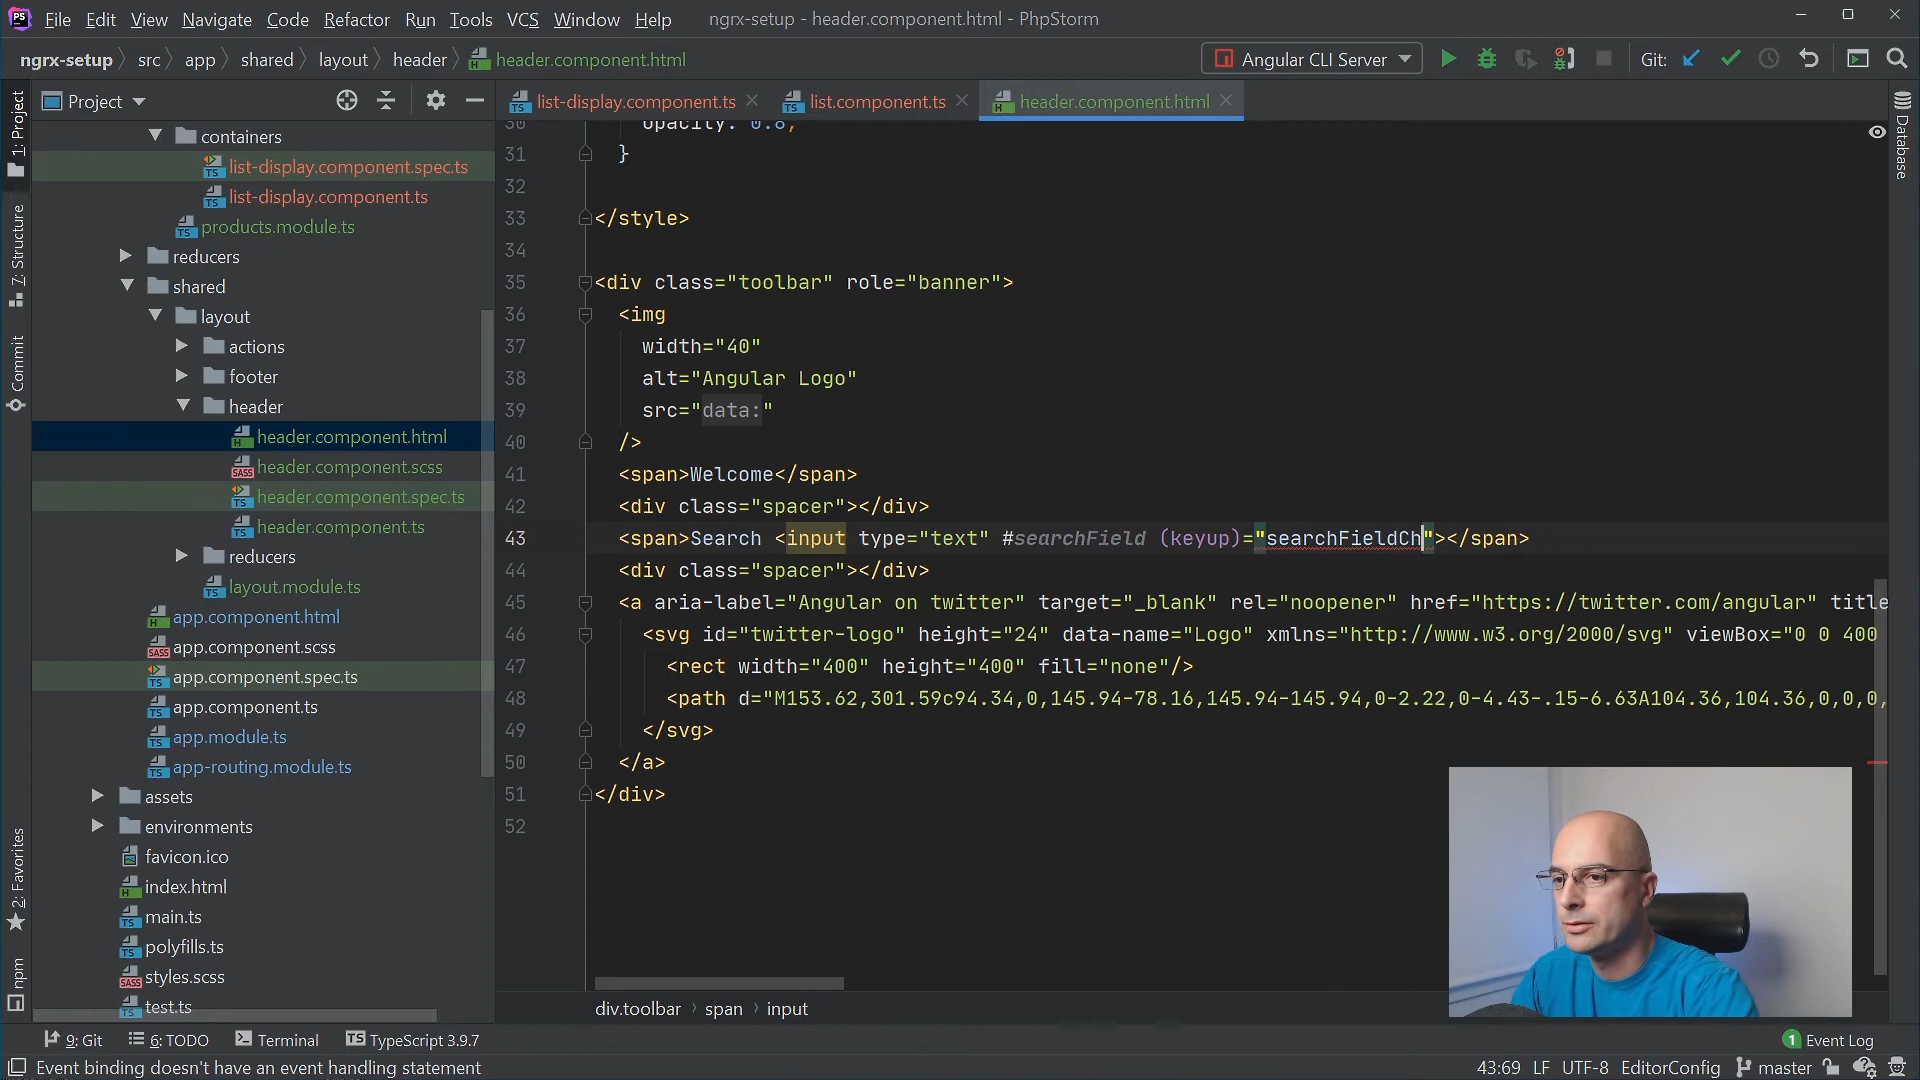 PS File Edit View Navigate Code Refactor Run Tools VCS Window Help ngrx-setup - header.component.html - PhpStorm
ngrx-setup src app shared layout header header.component.html Angular CLI Server Git:
Project list-display.component.ts list.component.ts header.component.html
1: Project
7: Structure
Commit
2: Favorites
npm
Database
containers
list-display.component.spec.ts
list-display.component.ts
products.module.ts
reducers
shared
layout
actions
footer
header
header.component.html
header.component.scss
header.component.spec.ts
header.component.ts
reducers
layout.module.ts
app.component.html
app.component.scss
app.component.spec.ts
app.component.ts
app.module.ts
app-routing.module.ts
assets
environments
favicon.ico
index.html
main.ts
polyfills.ts
styles.scss
test.ts
30 opacity: 0.8;
31 }
32
33 </style>
34
35 <div class="toolbar" role="banner">
36 <img
37 width="40"
38 alt="Angular Logo"
39 src="data:"
40 />
41 <span>Welcome</span>
42 <div class="spacer"></div>
43 <span>Search <input type="text" #searchField (keyup)="searchFieldCh"></span>
44 <div class="spacer"></div>
45 <a aria-label="Angular on twitter" target="_blank" rel="noopener" href="https://twitter.com/angular" title
46 <svg id="twitter-logo" height="24" data-name="Logo" xmlns="http://www.w3.org/2000/svg" viewBox="0 0 400
47 <rect width="400" height="400" fill="none"/>
48 <path d="M153.62,301.59c94.34,0,145.94-78.16,145.94-145.94,0-2.22,0-4.43-.15-6.63A104.36,104.36,0,0,0,
49 </svg>
50 </a>
51 </div>
52
div.toolbar span input
9: Git 6: TODO Terminal TypeScript 3.9.7 1 Event Log
Event binding doesn't have an event handling statement 43:69 LF UTF-8 EditorConfig master